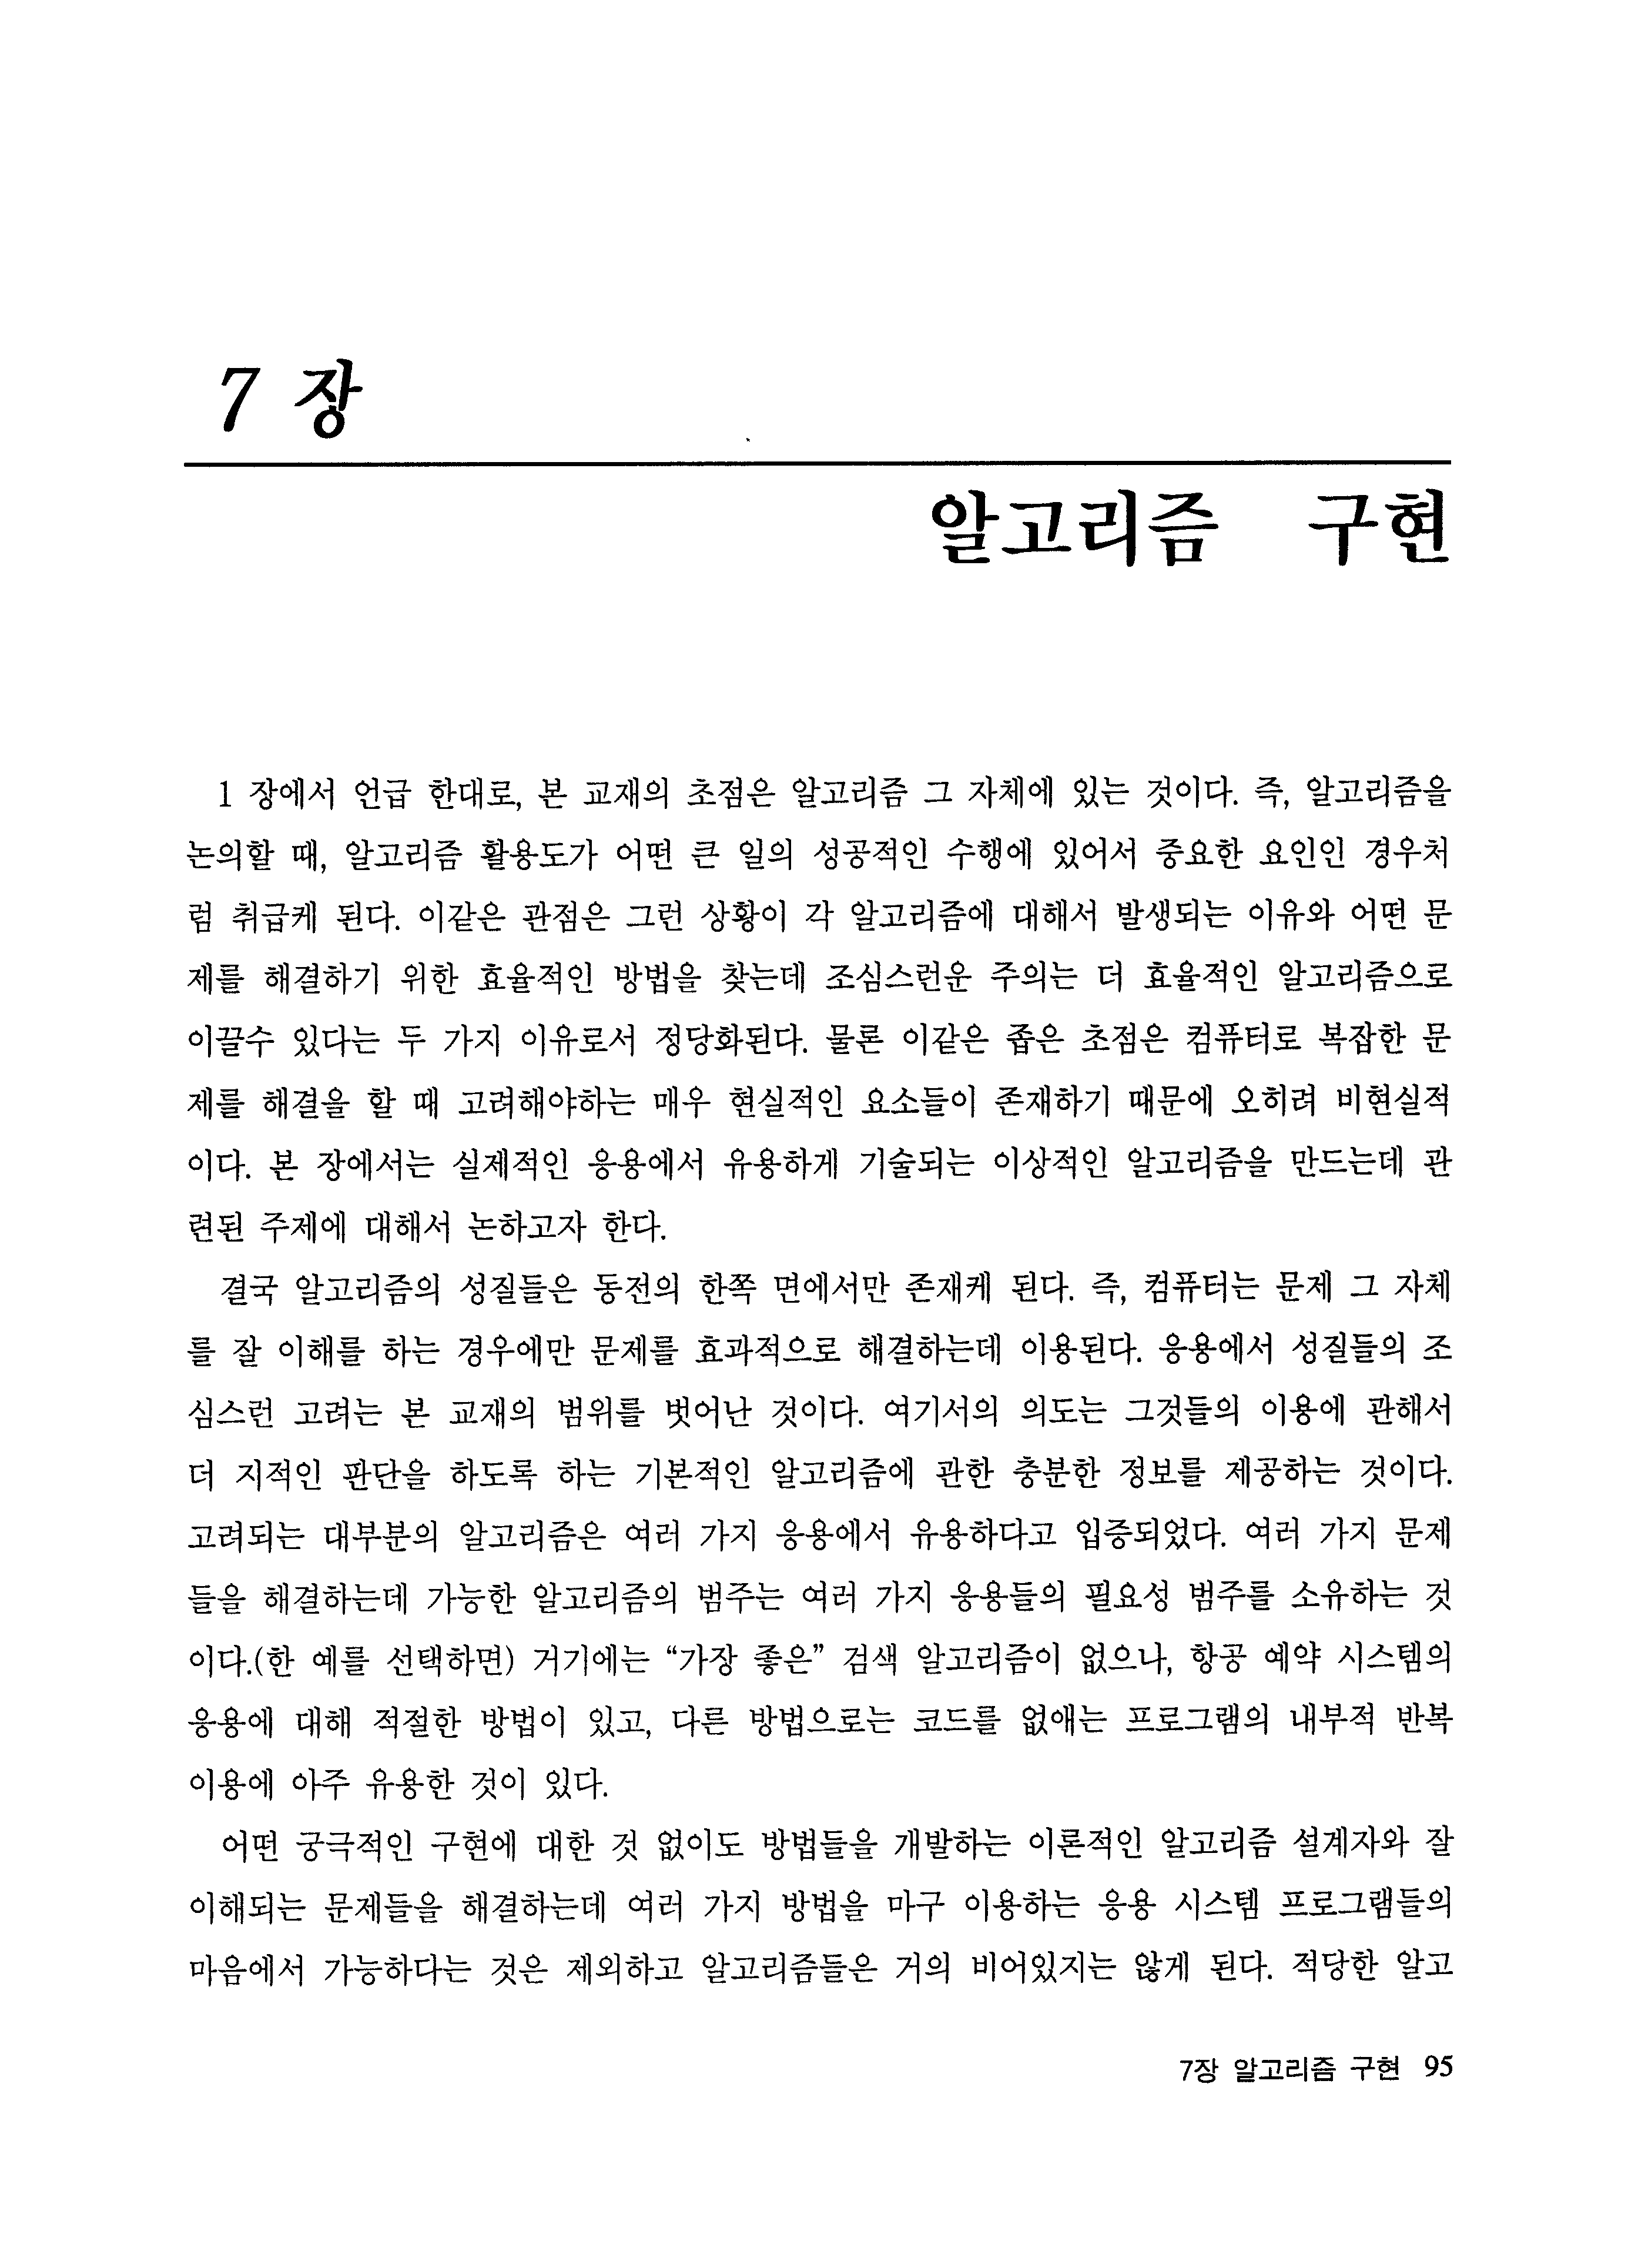 7 장
알고리즘 구현
1 장에서 언급 한대로, 본 교재의 초점은 알고리즘 그 자체에 있는 것이다. 즉, 알고리즘을
논의할 때, 알고리즘 활용도가 어떤 큰 일의 성공적인 수행에 있어서 중요한 요인인 경우처
럼 취급케 된다. 이같은 관점은 그런 상황이 각 알고리즘에 대해서 발생되는 이유와 어떤 문
제를 해결하기 위한 효율적인 방법을 찾는데 조심스런운 주의는 더 효율적인 알고리즘으로
이끌수 있다는 두 가지 이유로서 정당화된다. 물론 이같은 좁은 초점은 컴퓨터로 복잡한 문
제를 해결을 할 때 고려해야하는 매우 현실적인 요소들이 존재하기 때문에 오히려 비현실적
이다. 본 장에서는 실제적인 응용에서 유용하게 기술되는 이상적인 알고리즘을 만드는데 관
련된 주제에 대해서 논하고자 한다.
결국 알고리즘의 성질들은 동전의 한쪽 면에서만 존재케 된다. 즉, 컴퓨터는 문제 그 자체
를 잘 이해를 하는 경우에만 문제를 효과적으로 해결하는데 이용된다. 응용에서 성질들의 조
심스런 고려는 본 교재의 범위를 벗어난 것이다. 여기서의 의도는 그것들의 이용에 관해서
더 지적인 판단을 하도록 하는 기본적인 알고리즘에 관한 충분한 정보를 제공하는 것이다.
고려되는 대부분의 알고리즘은 여러 가지 응용에서 유용하다고 입증되었다. 여러 가지 문제
들을 해결하는데 가능한 알고리즘의 범주는 여러 가지 응용들의 필요성 범주를 소유하는 것
이다.(한 예를 선택하면) 거기에는 “가장 좋은” 검색 알고리즘이 없으나, 항공 예약 시스템의
응용에 대해 적절한 방법이 있고, 다른 방법으로는 코드를 없애는 프로그램의 내부적 반복
이용에 아주 유용한 것이 있다.
어떤 궁극적인 구현에 대한 것 없이도 방법들을 개발하는 이론적인 알고리즘 설계자와 잘
이해되는 문제들을 해결하는데 여러 가지 방법을 마구 이용하는 응용 시스템 프로그램들의
마음에서 가능하다는 것은 제외하고 알고리즘들은 거의 비어있지는 않게 된다. 적당한 알고
7장 알고리즘 구현 95